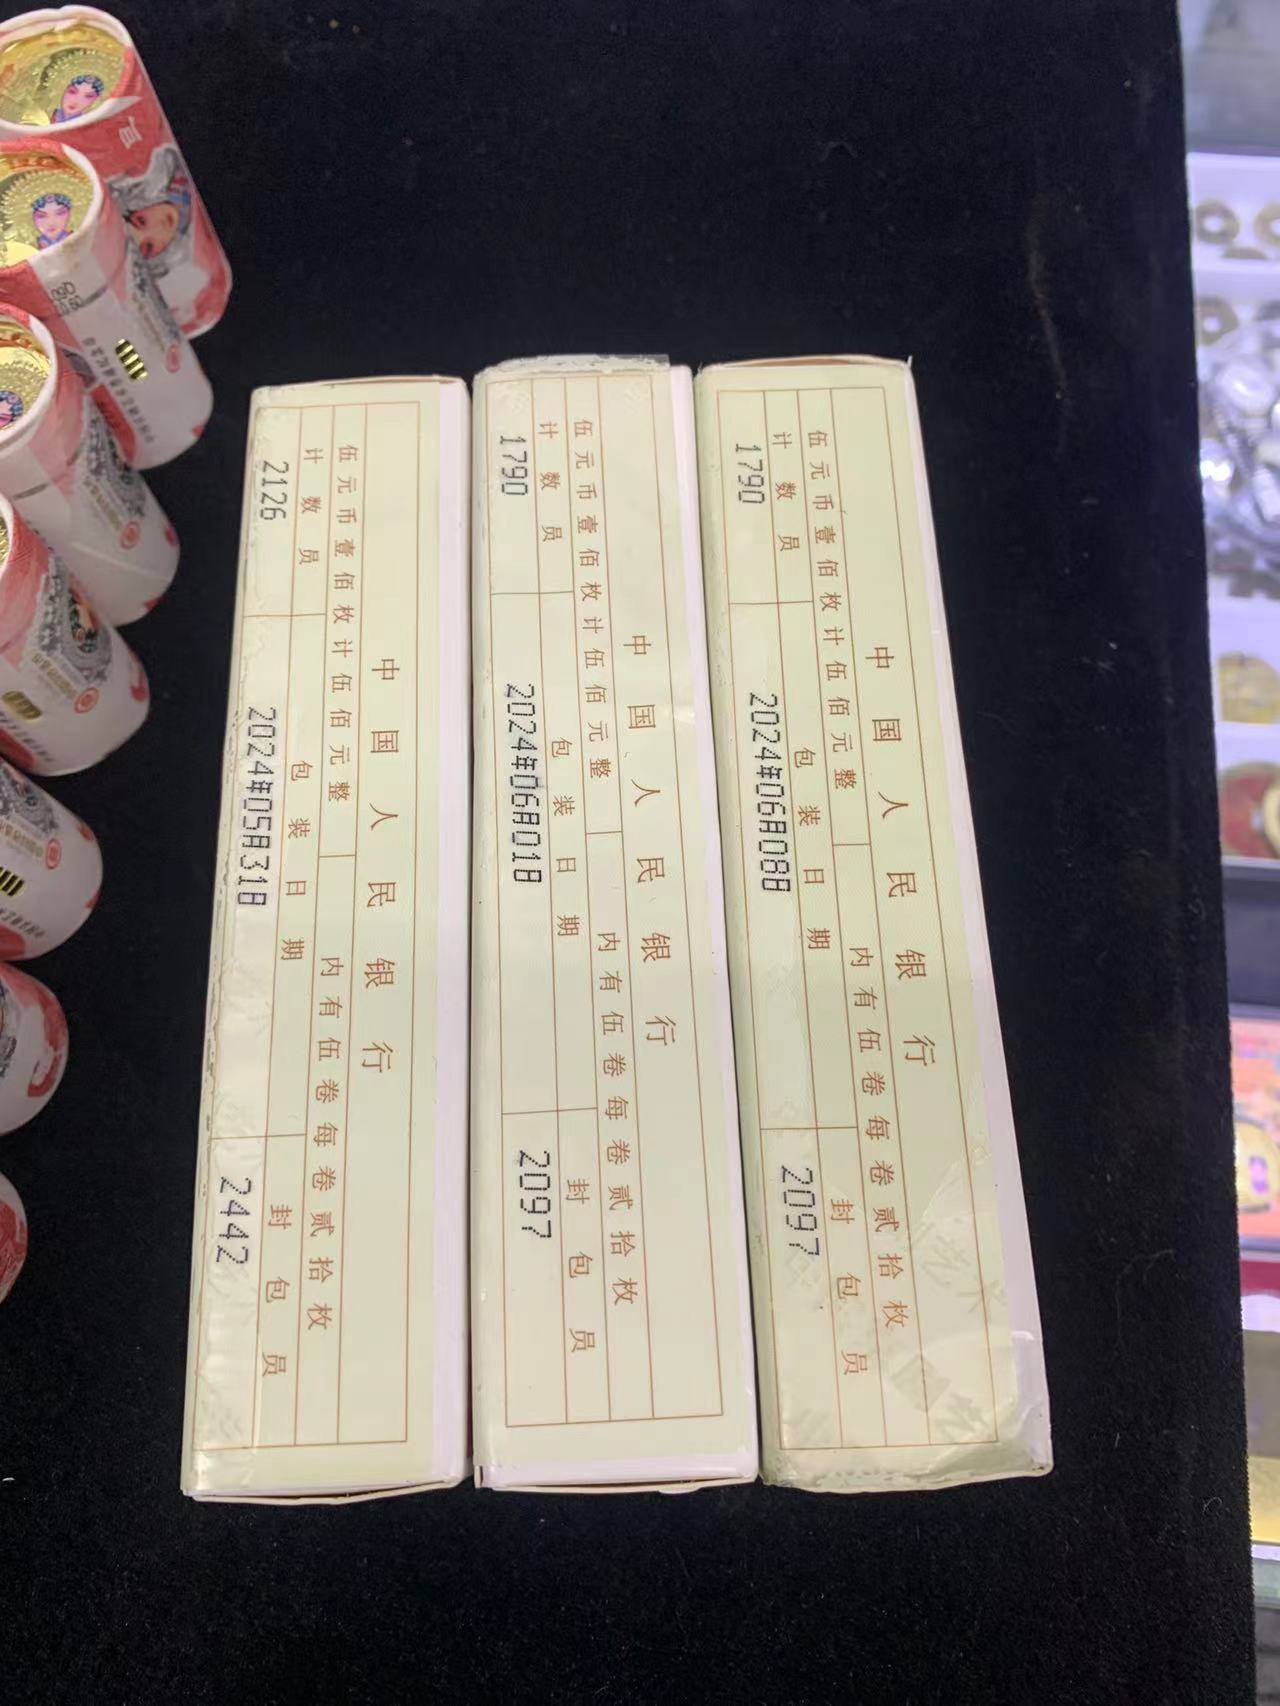 中国人民银行
伍元币壹佰枚计伍佰元整 内有伍卷每卷贰拾枚
计数员 包装日期 封包员
2126 2024年05月31日 2442
中国人民银行
伍元币壹佰枚计伍佰元整 内有伍卷每卷贰拾枚
计数员 包装日期 封包员
1790 2024年06月01日 2097
中国人民银行
伍元币壹佰枚计伍佰元整 内有伍卷每卷贰拾枚
计数员 包装日期 封包员
1790 2024年06月08日 2097